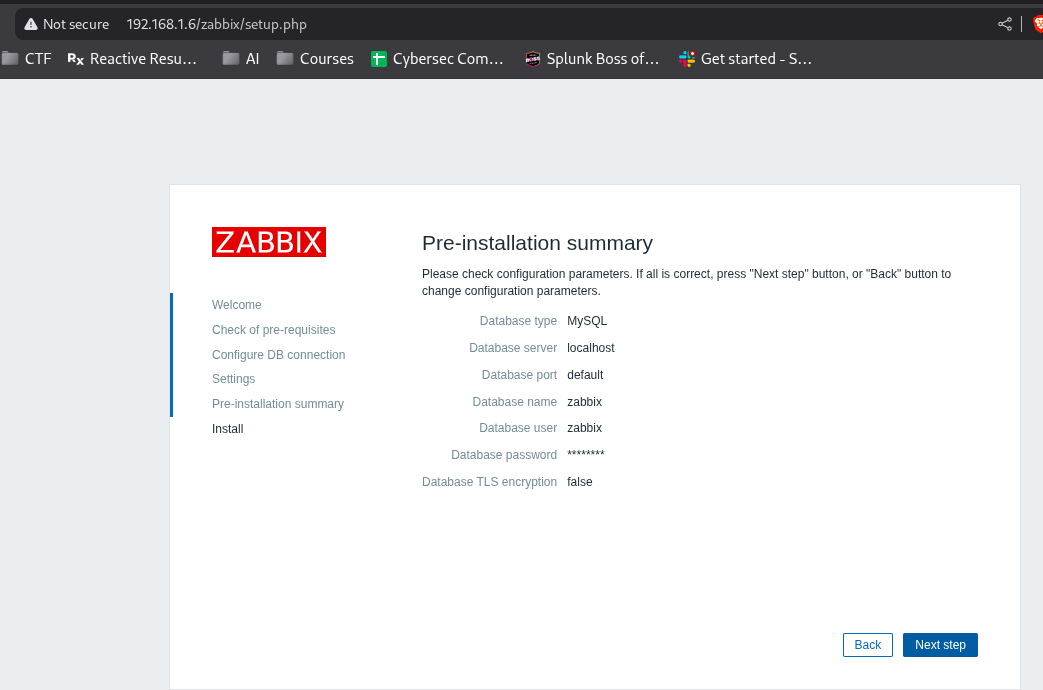 Not secure 192.168.1.6/zabbix/setup.php
CTF Rx Reactive Resu... AI Courses Cybersec Com... Splunk Boss of... Get started - S...
ZABBIX
Welcome
Check of pre-requisites
Configure DB connection
Settings
Pre-installation summary
Install
Pre-installation summary
Please check configuration parameters. If all is correct, press "Next step" button, or "Back" button to
change configuration parameters.
Database type MySQL
Database server localhost
Database port default
Database name zabbix
Database user zabbix
Database password ********
Database TLS encryption false
Back Next step